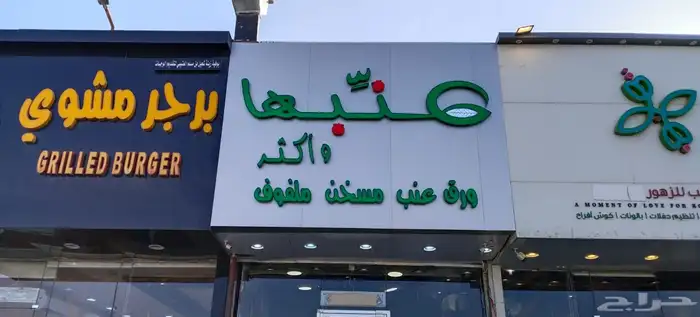 برجر مشوي
GRILLED BURGER
عنبها
و أكثر
ورق عنب مسخن ملفوف
للزهور
A MOMENT OF LOVE FOR
تنظيم حفلات | بالونات | كوش أفراح
حراج